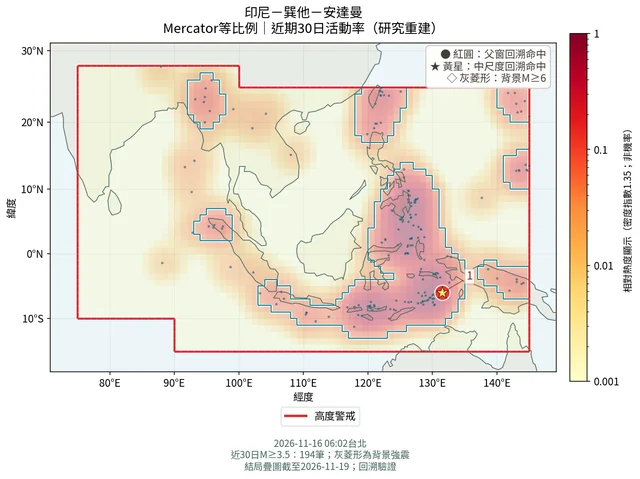 印尼－巽他－安達曼
Mercator等比例｜近期30日活動率（研究重建）
● 紅圓：父窗回溯命中
★ 黃星：中尺度回溯命中
◇ 灰菱形：背景M≥6
30°N
20°N
10°N
0°N
10°S
緯度
1
80°E
90°E
100°E
110°E
120°E
130°E
140°E
經度
1
0.1
0.01
0.001
相對熱度顯示（密度指數1.35；非機率）
高度警戒
2026-11-16 06:02台北
近30日M≥3.5：194筆；灰菱形為背景強震
結局疊圖截至2026-11-19；回溯驗證